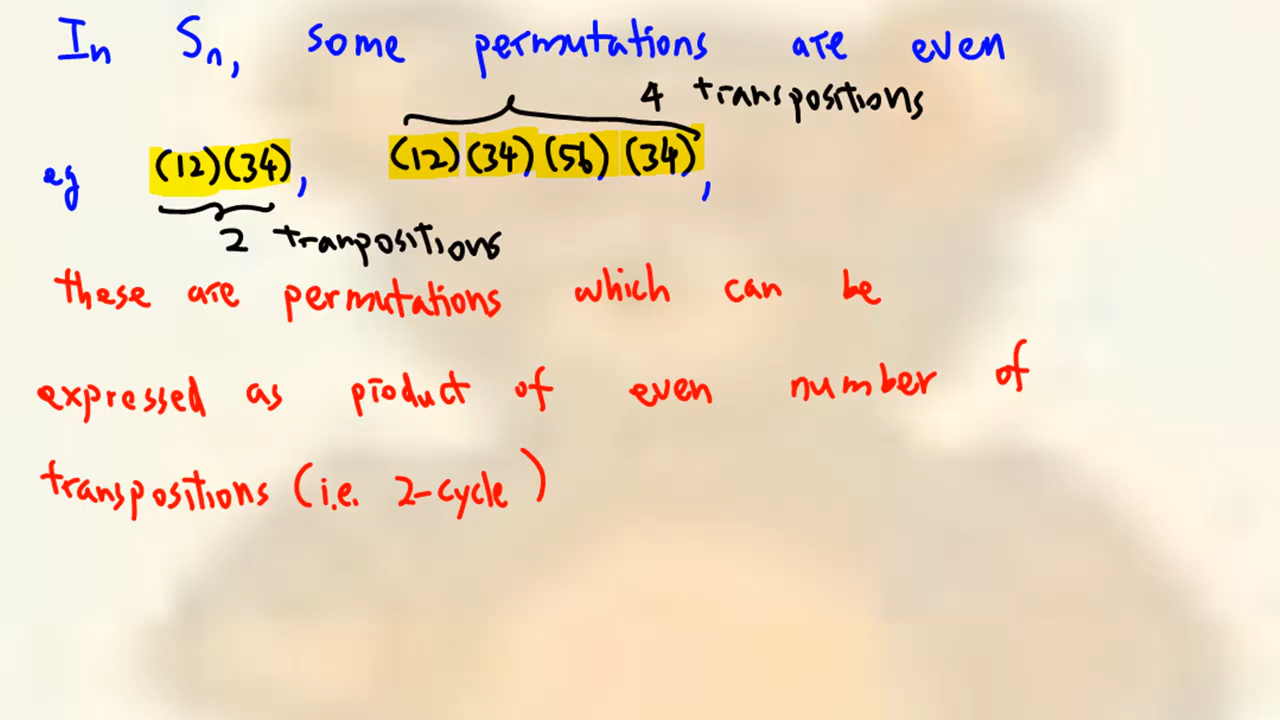 In Sn, some permutations are even
4 transpositions
eg (12)(34), (12)(34)(56)(34),
2 tranpositions
these are permutations which can be
expressed as product of even number of
transpositions (i.e. 2-cycle)